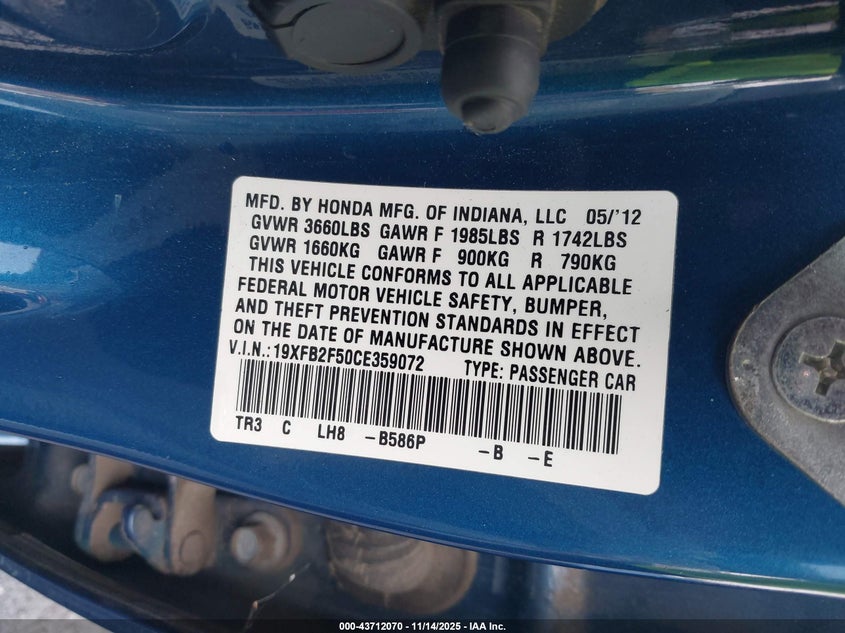 MFD. BY HONDA MFG. OF INDIANA, LLC 05/'12
GVWR 3660LBS GAWR F 1985LBS R 1742LBS
GVWR 1660KG GAWR F 900KG R 790KG
THIS VEHICLE CONFORMS TO ALL APPLICABLE
FEDERAL MOTOR VEHICLE SAFETY, BUMPER,
AND THEFT PREVENTION STANDARDS IN EFFECT
ON THE DATE OF MANUFACTURE SHOWN ABOVE.
V.I.N.: 19XFB2F50CE359072 TYPE: PASSENGER CAR
TR3 C LH8 -B586P -B -E
000-43712070 | 11/14/2025 | IAA Inc.